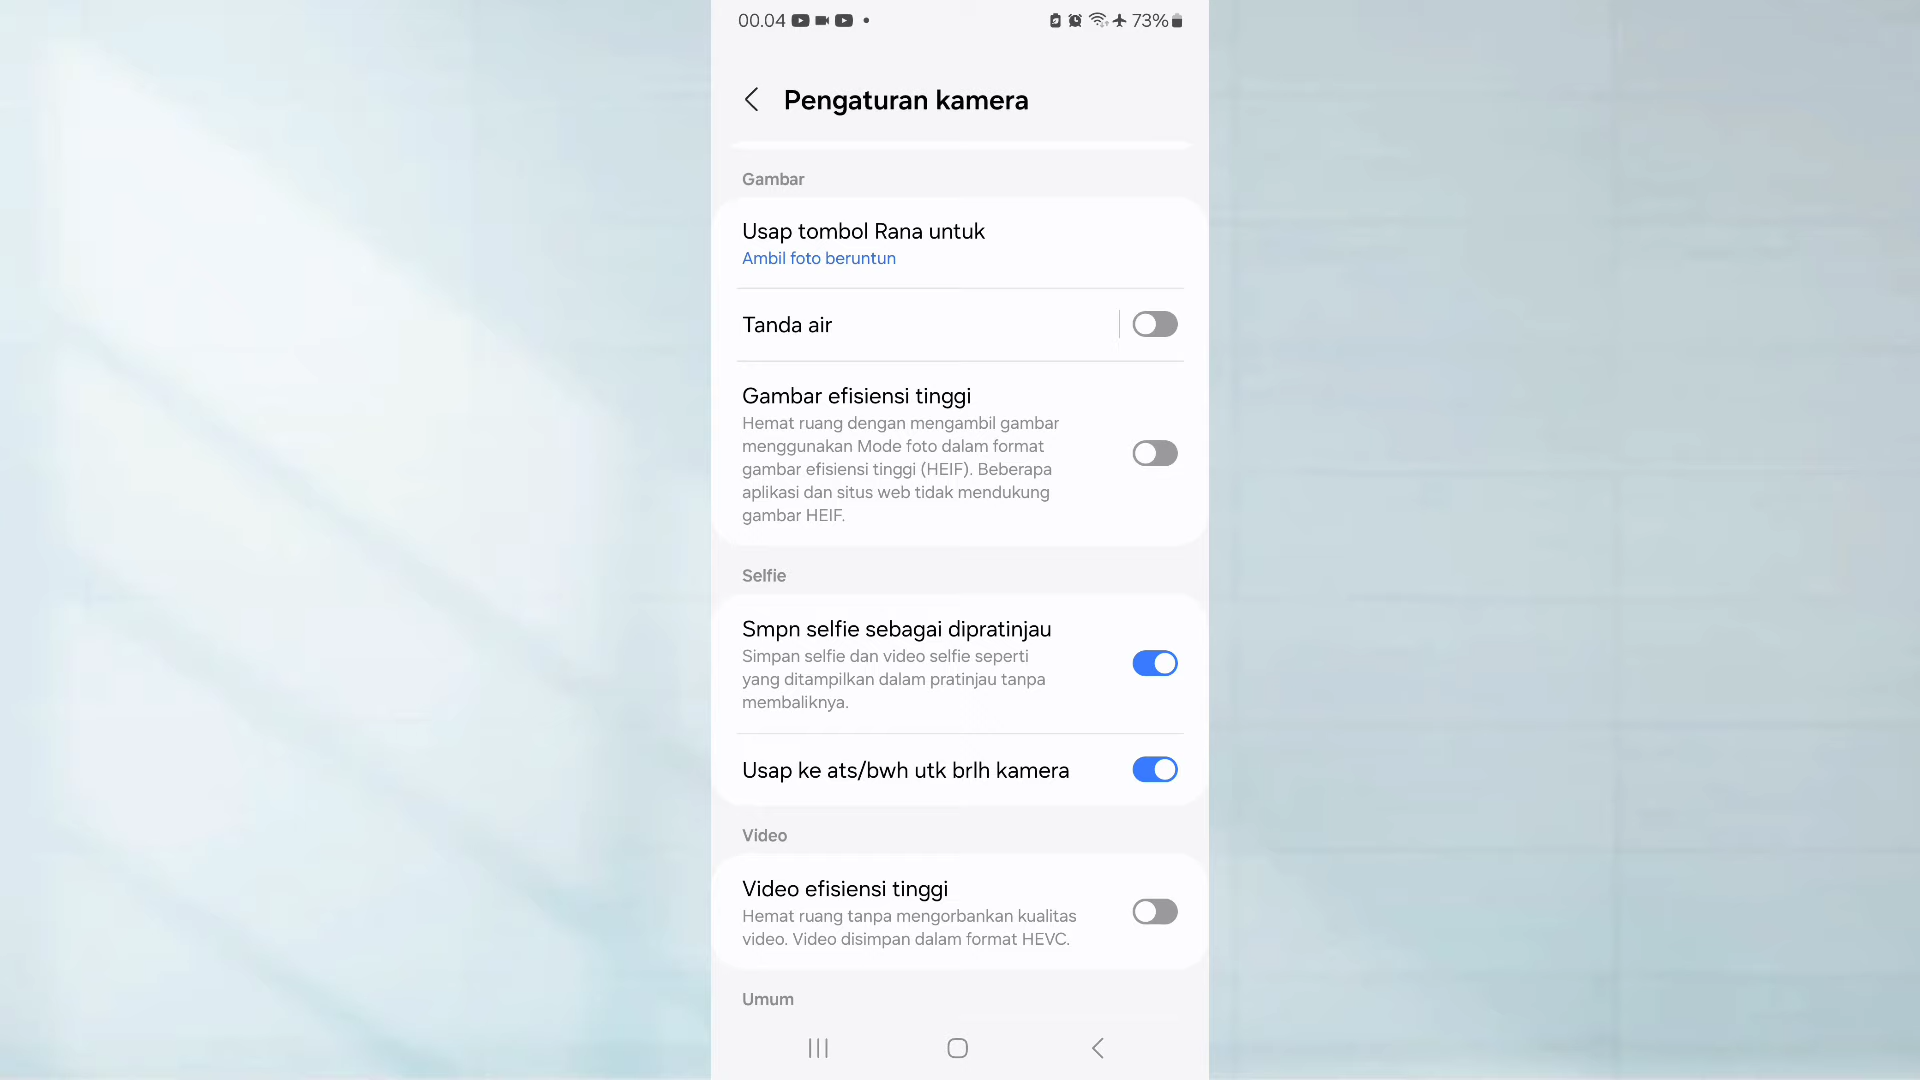 00.04
73%
Pengaturan kamera
Gambar
Usap tombol Rana untuk
Ambil foto beruntun
Tanda air
Gambar efisiensi tinggi
Hemat ruang dengan mengambil gambar
menggunakan Mode foto dalam format
gambar efisiensi tinggi (HEIF). Beberapa
aplikasi dan situs web tidak mendukung
gambar HEIF.
Selfie
Smpn selfie sebagai dipratinjau
Simpan selfie dan video selfie seperti
yang ditampilkan dalam pratinjau tanpa
membaliknya.
Usap ke ats/bwh utk brlh kamera
Video
Video efisiensi tinggi
Hemat ruang tanpa mengorbankan kualitas
video. Video disimpan dalam format HEVC.
Umum